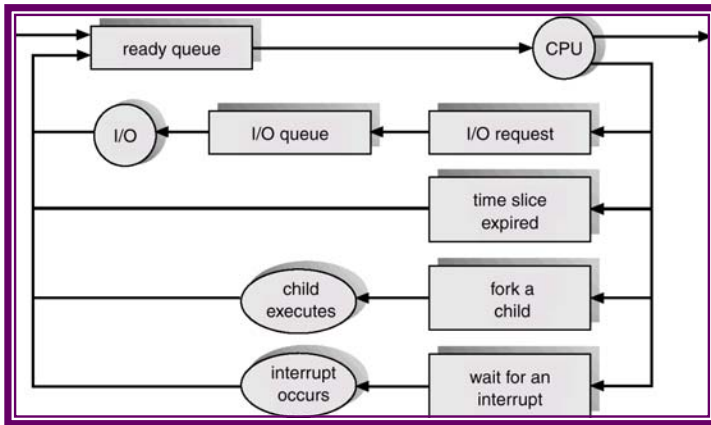 ready queue
CPU
I/O
I/O queue
I/O request
time slice
expired
child
executes
fork a
child
interrupt
occurs
wait for an
interrupt